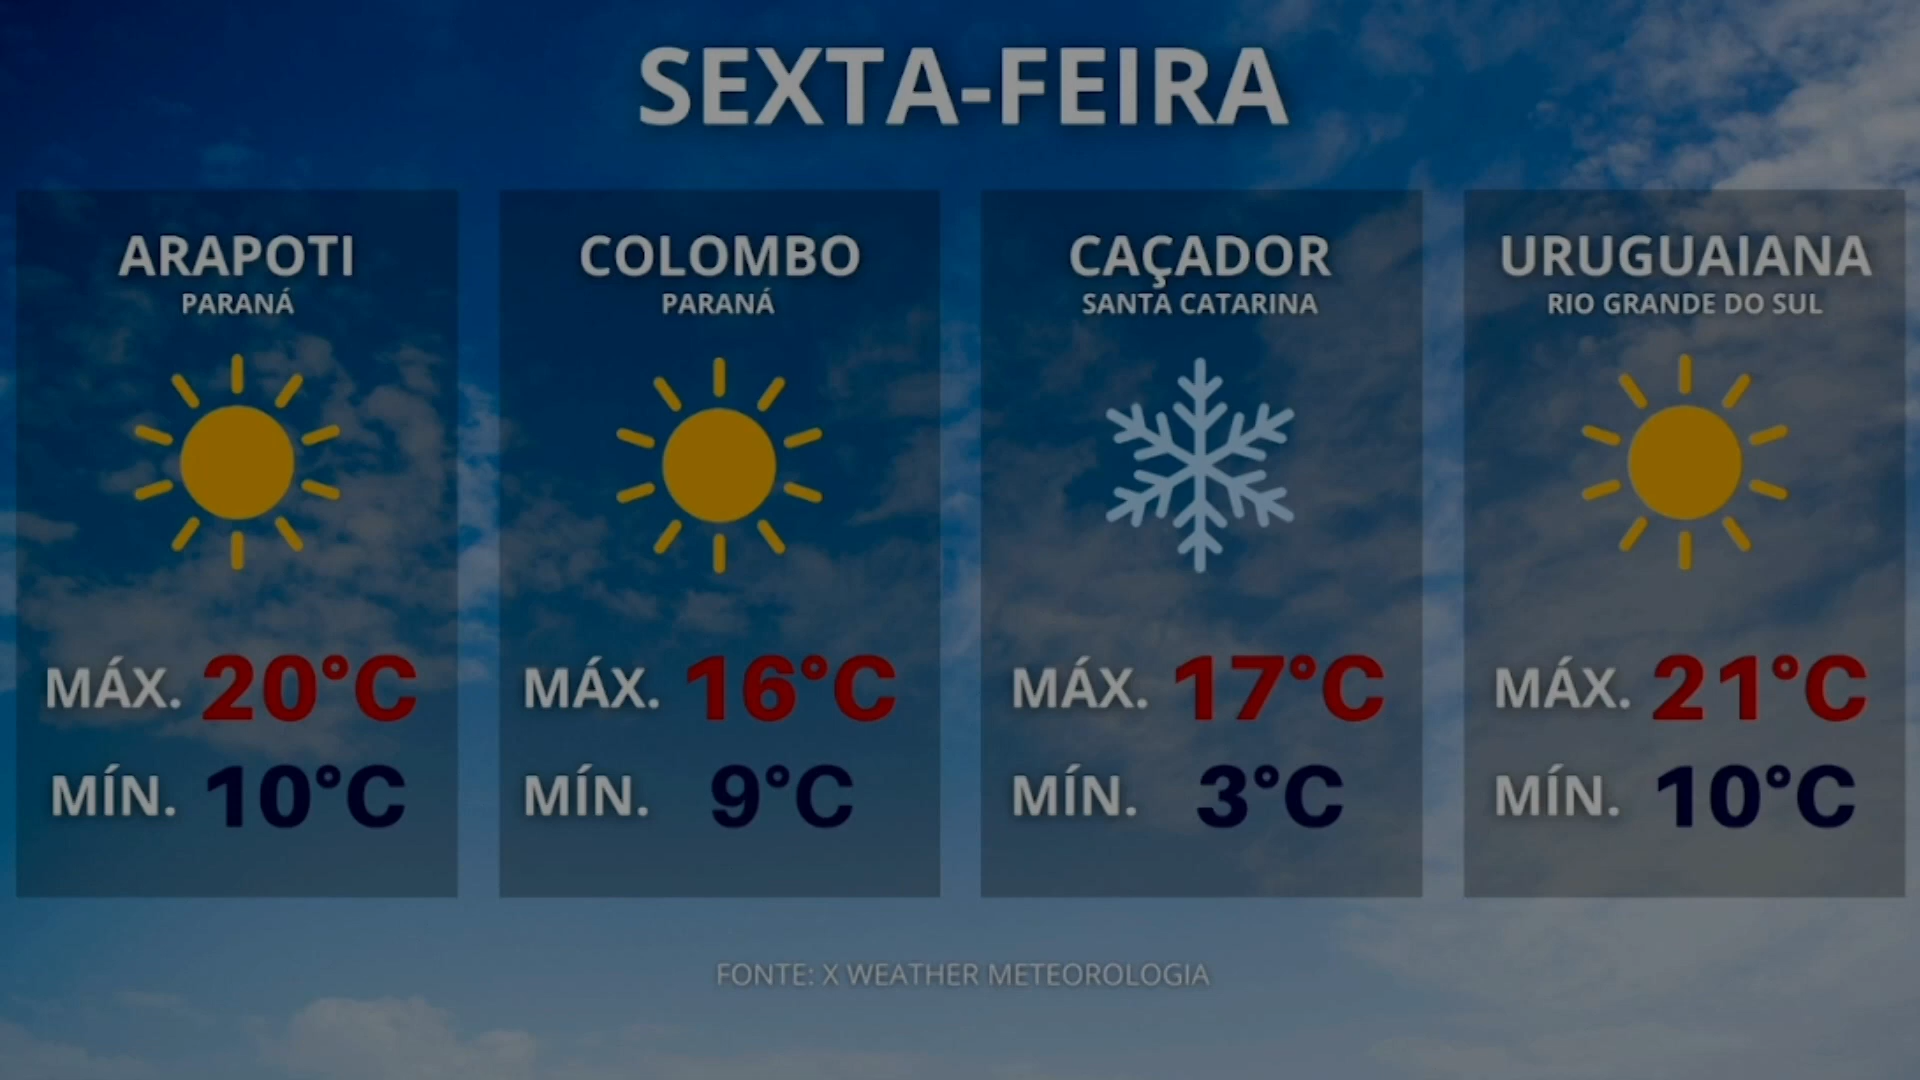 SEXTA-FEIRA
ARAPOTI
PARANÁ
MÁX. 20°C
MÍN. 10°C
COLOMBO
PARANÁ
MÁX. 16°C
MÍN. 9°C
CAÇADOR
SANTA CATARINA
MÁX. 17°C
MÍN. 3°C
URUGUAIANA
RIO GRANDE DO SUL
MÁX. 21°C
MÍN. 10°C
FONTE: X WEATHER METEOROLOGIA